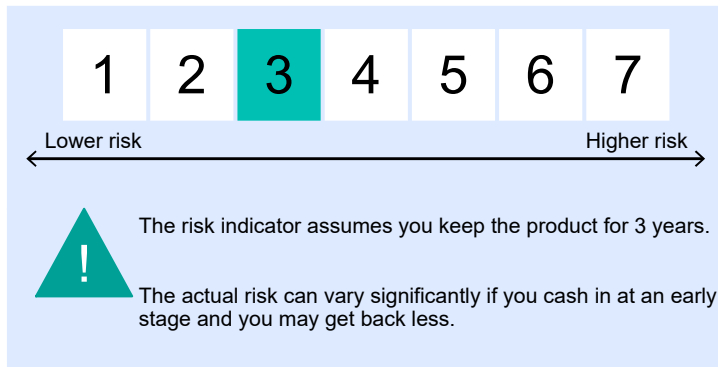 1 2 3 4 5 6 7
Lower risk Higher risk
!
The risk indicator assumes you keep the product for 3 years.
The actual risk can vary significantly if you cash in at an early
stage and you may get back less.